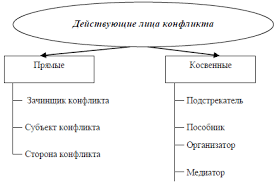 Действующие лица конфликта
Прямые
Косвенные
Зачинщик конфликта
Субъект конфликта
Сторона конфликта
Подстрекатель
Пособник
Организатор
Медиатор